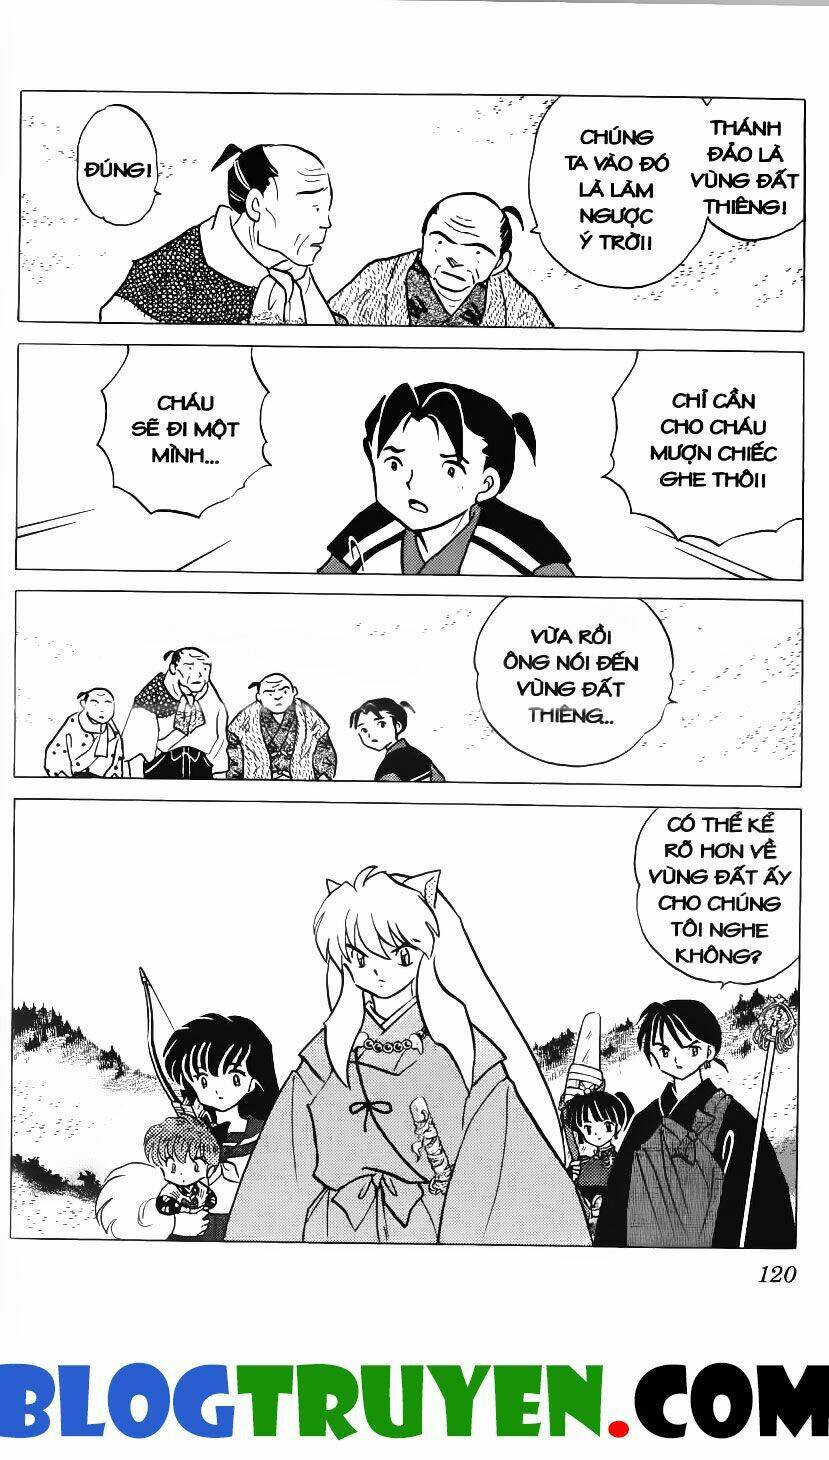 THÁNH
ĐẢO LÀ
VÙNG ĐẤT
THIÊNG!
CHÚNG
TA VÀO ĐÓ
LÀ LÀM
NGƯỢC
Ý TRỜI!
ĐÚNG!
CHỈ CẦN
CHO CHÁU
MƯỢN CHIẾC
GHE THÔI!
CHÁU
SẼ ĐI MỘT
MÌNH...
VỪA RỒI
ÔNG NÓI ĐẾN
VÙNG ĐẤT
THIÊNG...
CÓ THỂ KỂ
RÕ HƠN VỀ
VÙNG ĐẤT ẤY
CHO CHÚNG
TÔI NGHE
KHÔNG?
120
BLOGTRUYEN.COM